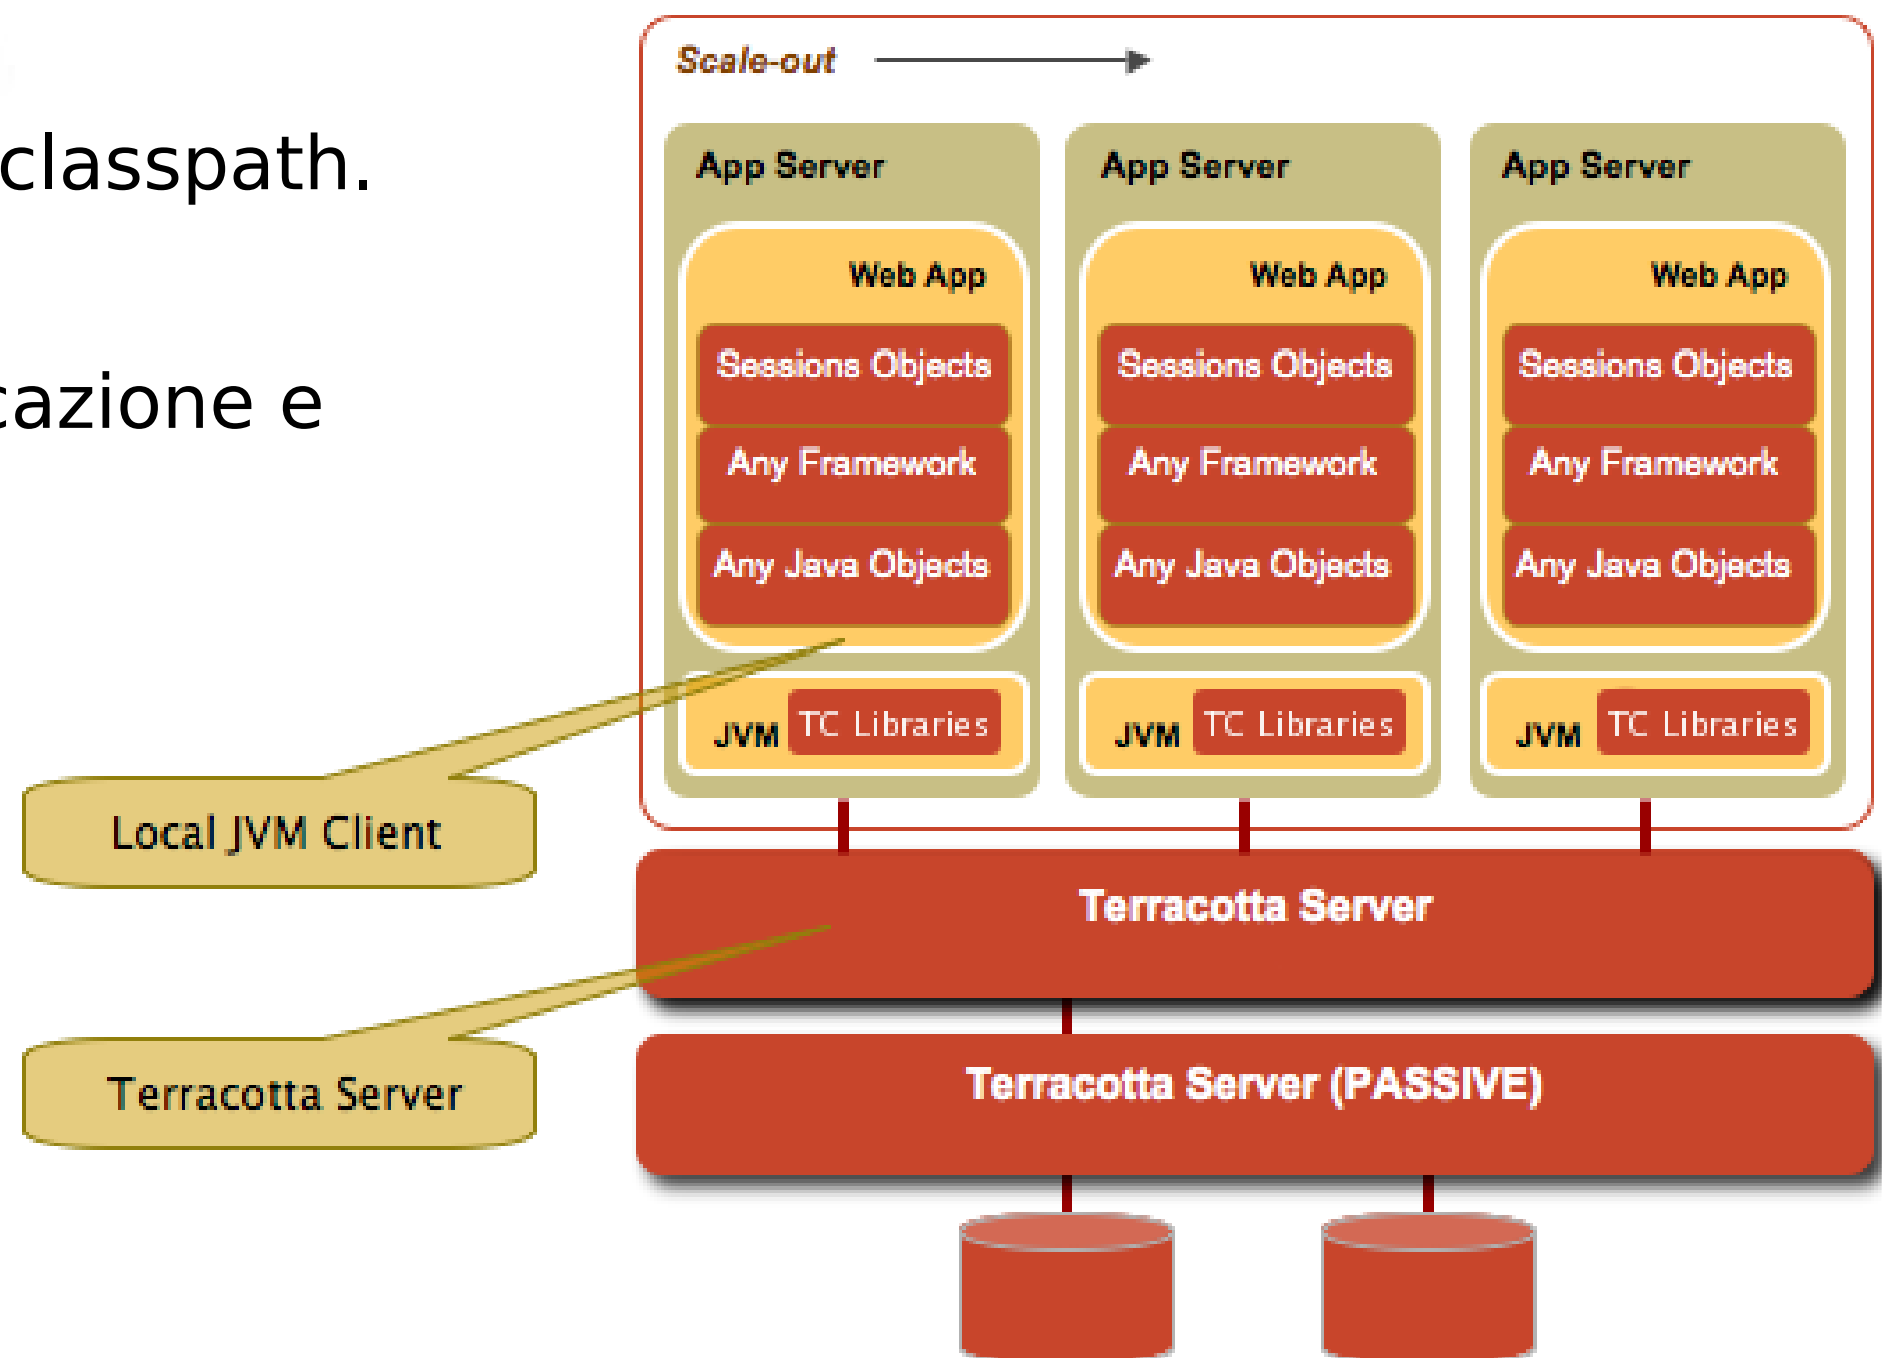 classpath.
cazione e
Scale-out
App Server
App Server
App Server
Web App
Web App
Web App
Sessions Objects
Sessions Objects
Sessions Objects
Any Framework
Any Framework
Any Framework
Any Java Objects
Any Java Objects
Any Java Objects
JVM TC Libraries
JVM TC Libraries
JVM TC Libraries
Local JVM Client
Terracotta Server
Terracotta Server
Terracotta Server (PASSIVE)